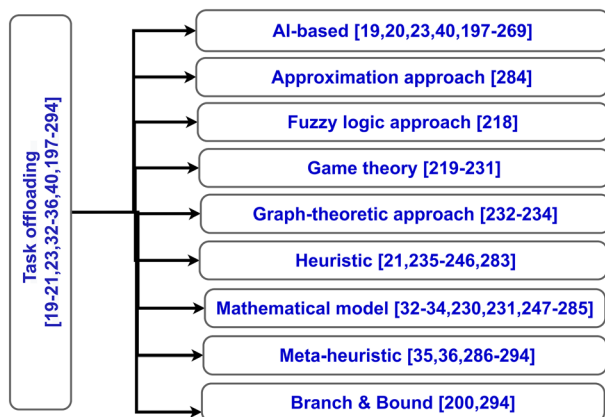 Task offloading
[19-21,23,32-36,40,197-294]
AI-based [19,20,23,40,197-269]
Approximation approach [284]
Fuzzy logic approach [218]
Game theory [219-231]
Graph-theoretic approach [232-234]
Heuristic [21,235-246,283]
Mathematical model [32-34,230,231,247-285]
Meta-heuristic [35,36,286-294]
Branch & Bound [200,294]